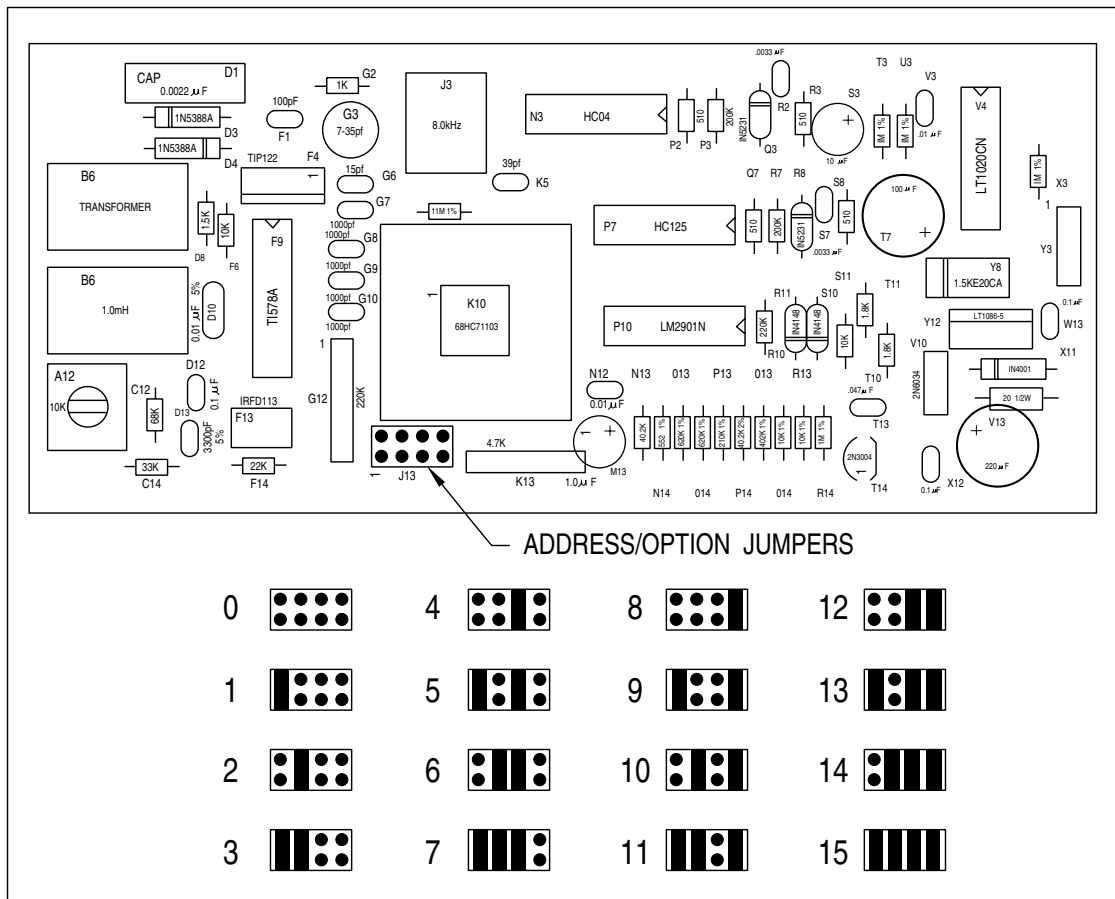 CAP D1
0.0022 µF
1N5388A
D3
1N5388A
D4
B6
TRANSFORMER
B6
1.0mH
A12
10K
C12
68K
33K
C14
1.5K
D8
10K
F6
0.01 µF 5%
D10
D12
0.1 µF
D13
3300pF
5%
100pF
F1
1K
G2
G3
7-35pf
TIP122
F4
1
F9
TI578A
IRFD113
F13
22K
F14
15pf
G6
G7
1000pf
1000pf
G8
1000pf
G9
1000pf
G10
1000pf
1
G12
220K
J3
8.0kHz
39pf
K5
11M 1%
1
K10
68HC71103
1
J13
4.7K
K13
1.0 µF
N3 HC04
510
P2
200K
P3
.0033 µF
R2
IN5231
Q3
R3
510
S3
10 µF
T3 U3
IM 1%
IM 1%
V3
.01 µF
V4
LT1020CN
IM 1%
X3
1
Y3
P7 HC125
Q7 R7 R8
510
200K
IN5231
S8
S7
.0033 µF
510
100 µF
T7
Y8
1.5KE20CA
P10 LM2901N
220K
R10
R11 S10
IN4148
IN4148
R13
S11
10K
1.8K
T11
1.8K
T10
Y12
LT1086-5
0.1 µF
W13
X11
IN4001
20 1/2W
V10
2N6034
V13
220 µF
X12
0.1 µF
N12
0.01 µF
1
M13
N13 013 P13 013
40.2K
552 1%
620K 1%
620K 1%
210K 1%
40.2K 2%
402K 1%
10K 1%
10K 1%
1M 1%
N14 014 P14 014 R14
.047 µF
T13
2N3004
1
T14
ADDRESS/OPTION JUMPERS
0 4 8 12
1 5 9 13
2 6 10 14
3 7 11 15